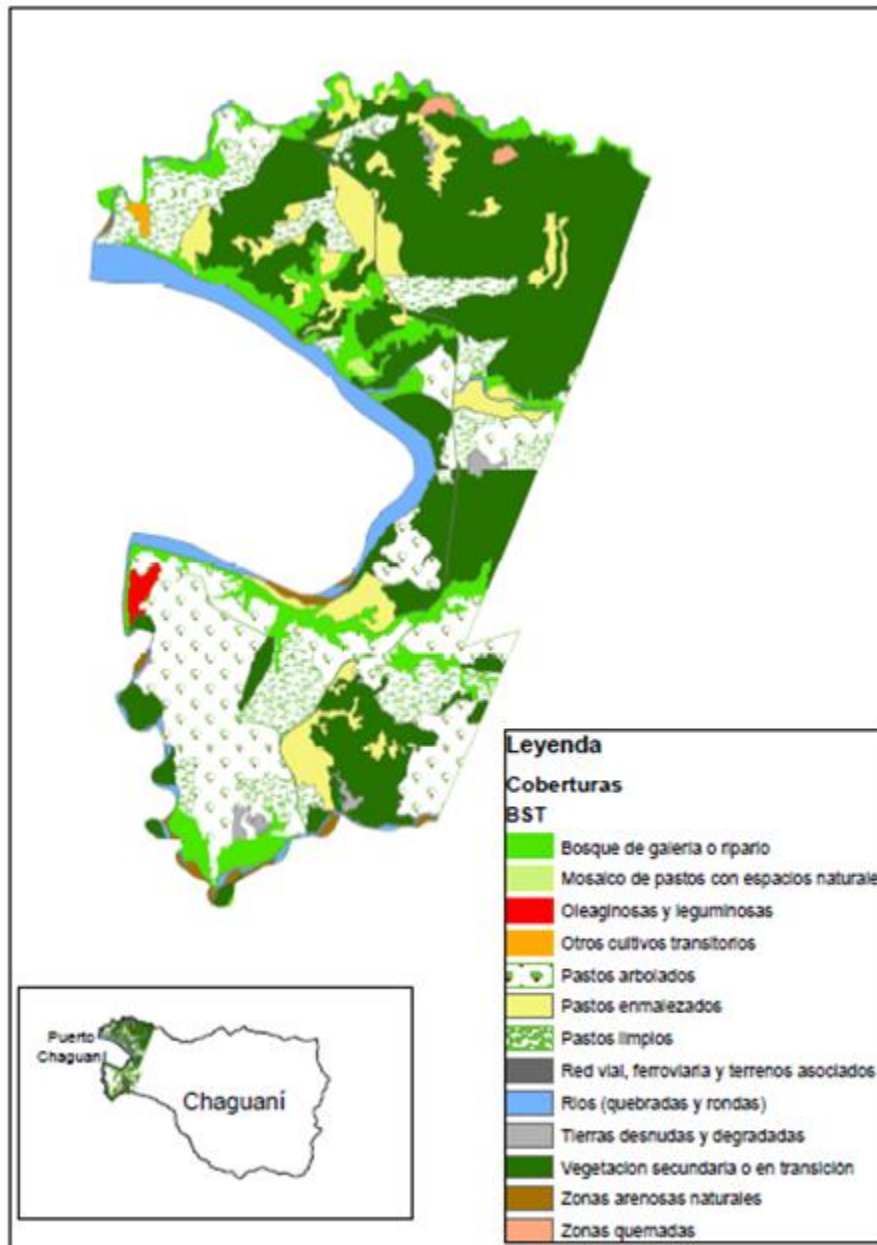 Leyenda
Coberturas
BST
Bosque de galería o ripario
Mosaico de pastos con espacios naturale
Oleaginosas y leguminosas
Otros cultivos transitorios
Pastos arbolados
Pastos enmalezados
Pastos limpios
Red vial, ferroviaria y terrenos asociados
Rios (quebradas y rondas)
Tierras desnudas y degradadas
Vegetacion secundaria o en transición
Zonas arenosas naturales
Zonas quemadas
Puerto
Chaguaní
Chaguaní